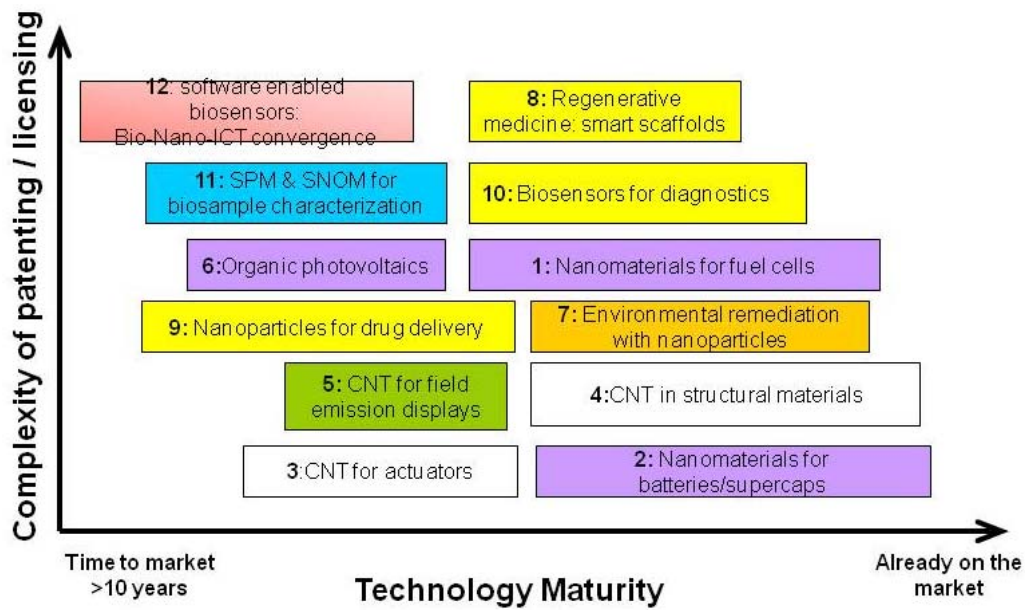 Complexity of patenting / licensing
12: software enabled
biosensors:
Bio-Nano-ICT convergence
8: Regenerative
medicine: smart scaffolds
11: SPM & SNOM for
biosample characterization
10: Biosensors for diagnostics
6:Organic photovoltaics
1: Nanomaterials for fuel cells
9: Nanoparticles for drug delivery
7: Environmental remediation
with nanoparticles
5: CNT for field
emission displays
4:CNT in structural materials
3:CNT for actuators
2: Nanomaterials for
batteries/supercaps
Time to market
>10 years
Technology Maturity
Already on the
market